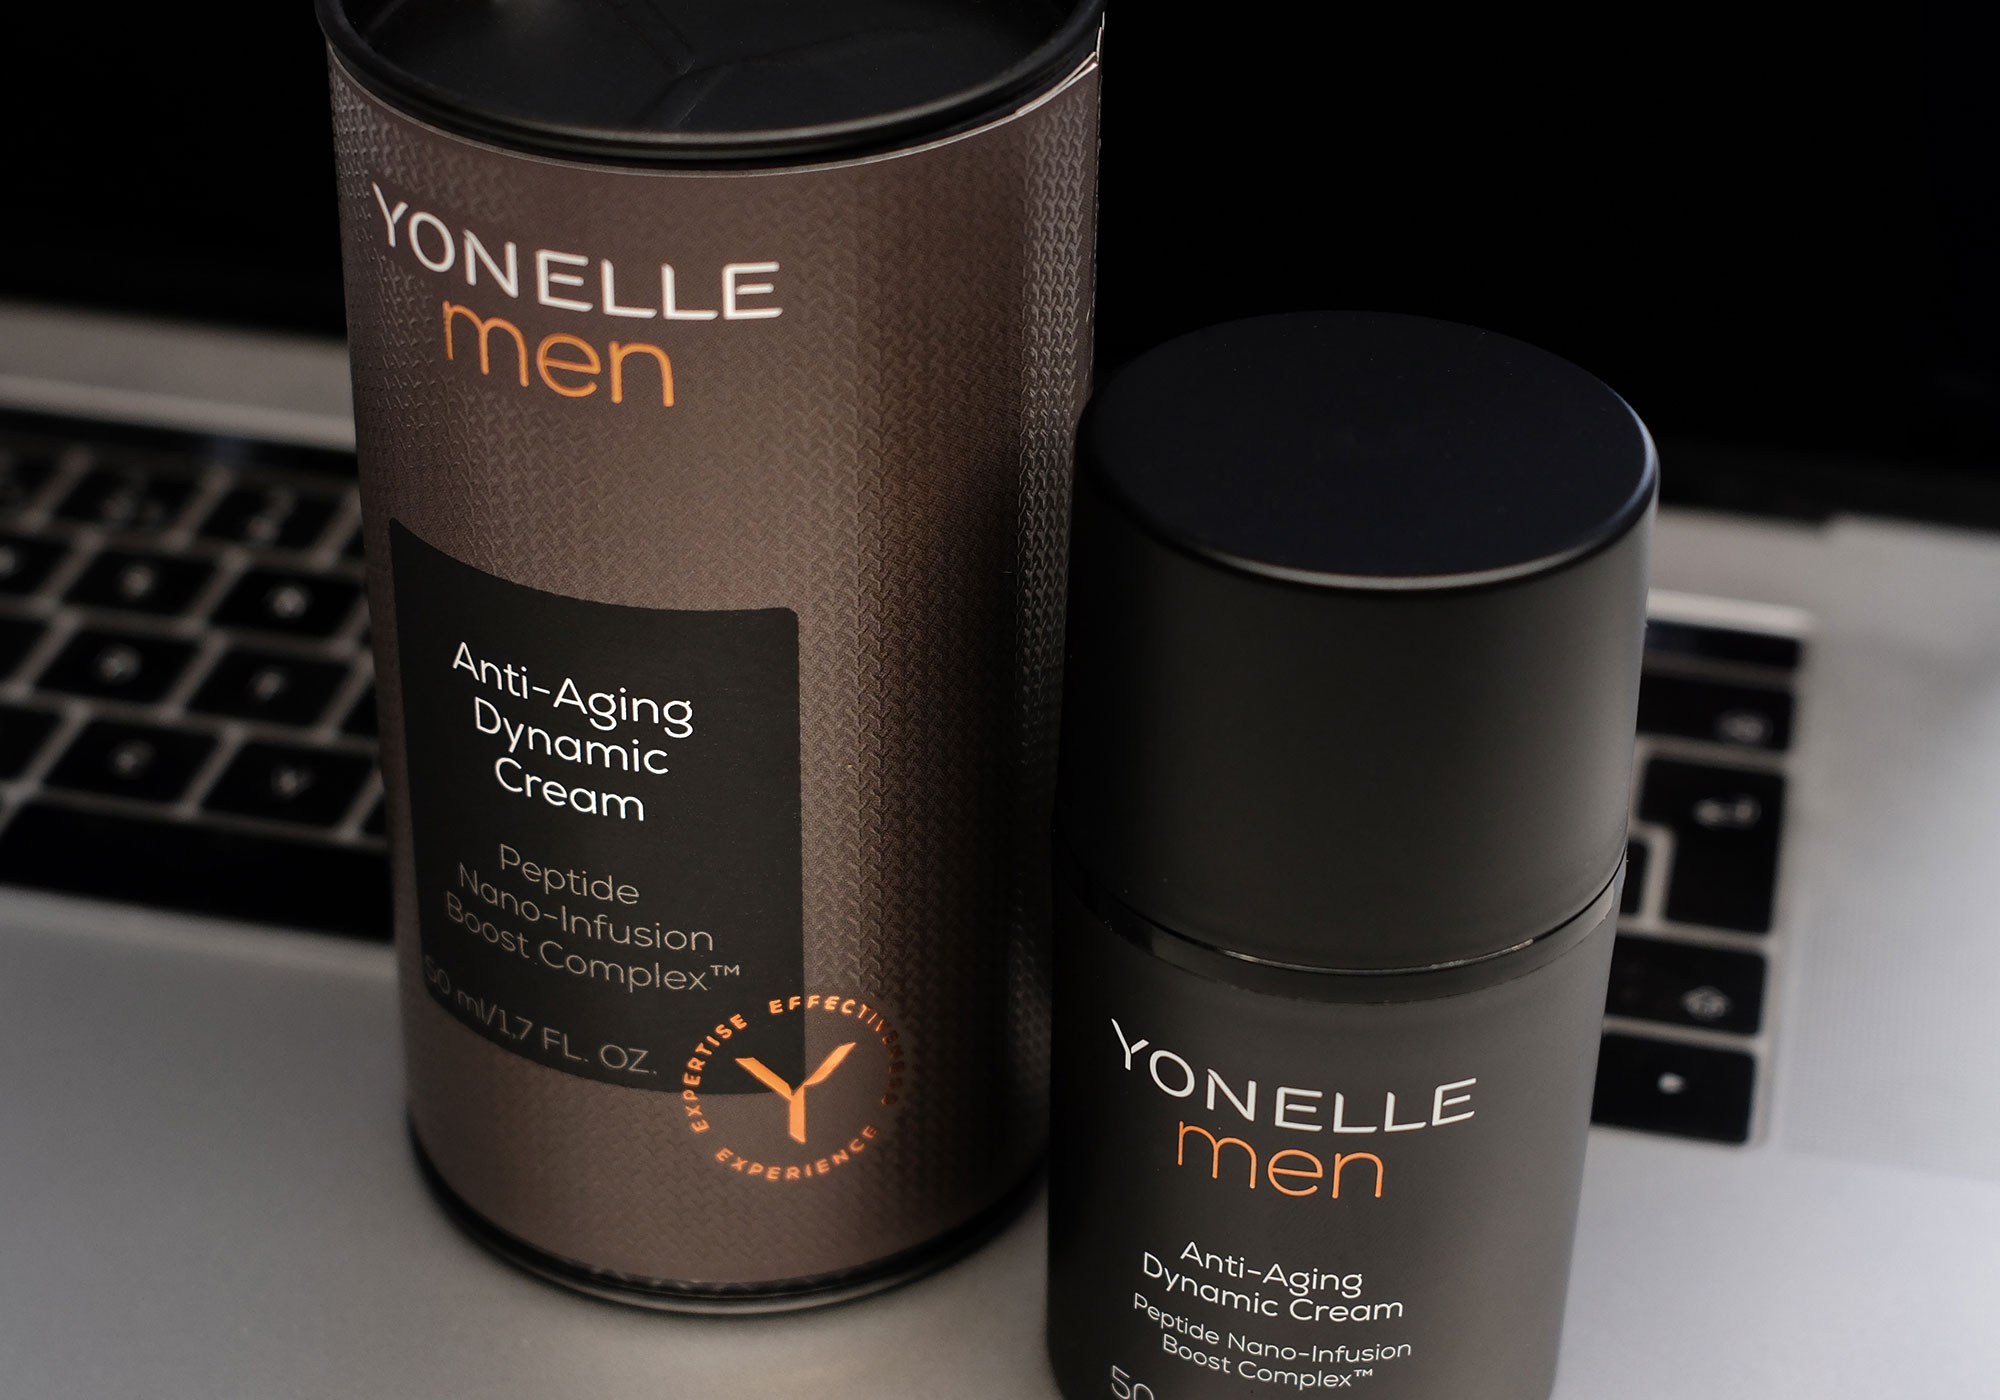 YONELLE
men
Anti-Aging
Dynamic
Cream
Peptide
Nano-Infusion
Boost Complex™
50 ml/1,7 FL. OZ.
EXPERTISE EFFECTIVENESS
EXPERIENCE
Y
YONELLE
men
Anti-Aging
Dynamic Cream
Peptide Nano-Infusion
Boost Complex™
50